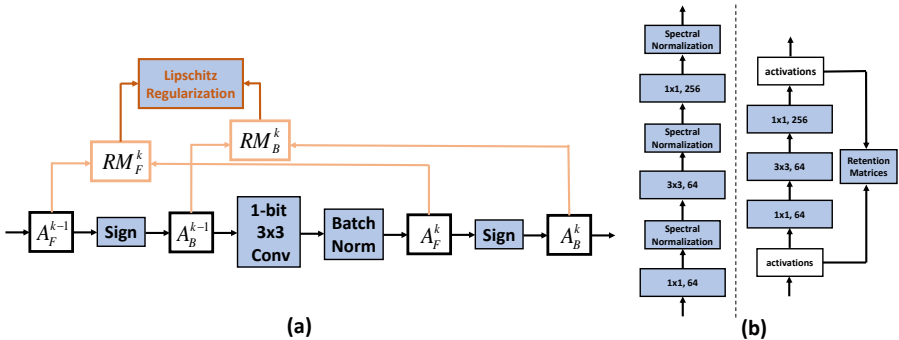 Lipschitz
Regularization
RM_F^k
RM_B^k
A_F^{k-1}
Sign
A_B^{k-1}
1-bit
3x3
Conv
Batch
Norm
A_F^k
Sign
A_B^k
(a)
Spectral
Normalization
1x1, 256
Spectral
Normalization
3x3, 64
Spectral
Normalization
1x1, 64
activations
1x1, 256
3x3, 64
1x1, 64
activations
Retention
Matrices
(b)